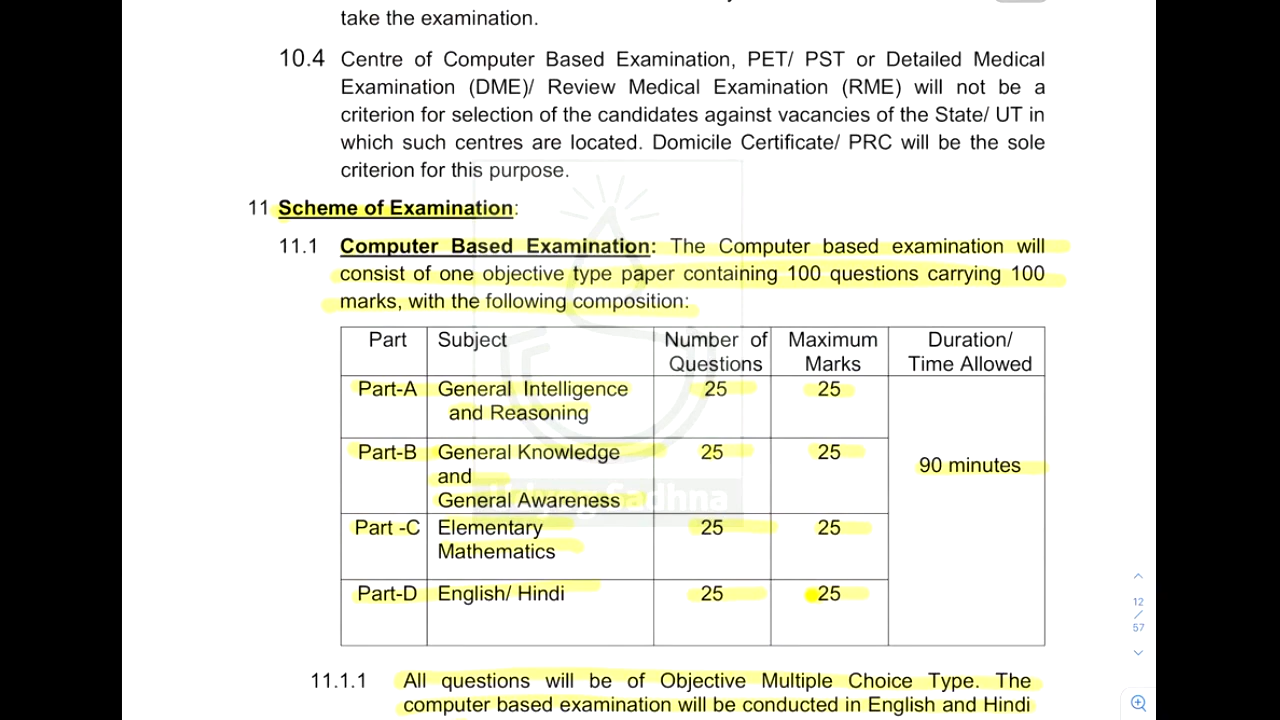 take the examination.
10.4 Centre of Computer Based Examination, PET/ PST or Detailed Medical
Examination (DME)/ Review Medical Examination (RME) will not be a
criterion for selection of the candidates against vacancies of the State/ UT in
which such centres are located. Domicile Certificate/ PRC will be the sole
criterion for this purpose.
11 Scheme of Examination:
11.1 Computer Based Examination: The Computer based examination will
consist of one objective type paper containing 100 questions carrying 100
marks, with the following composition:
Part Subject Number of Maximum Duration/
Questions Marks Time Allowed
Part-A General Intelligence 25 25
and Reasoning
Part-B General Knowledge 25 25
and 90 minutes
General Awareness
Part -C Elementary 25 25
Mathematics
Part-D English/ Hindi 25 25
11.1.1 All questions will be of Objective Multiple Choice Type. The
computer based examination will be conducted in English and Hindi
12
/
57